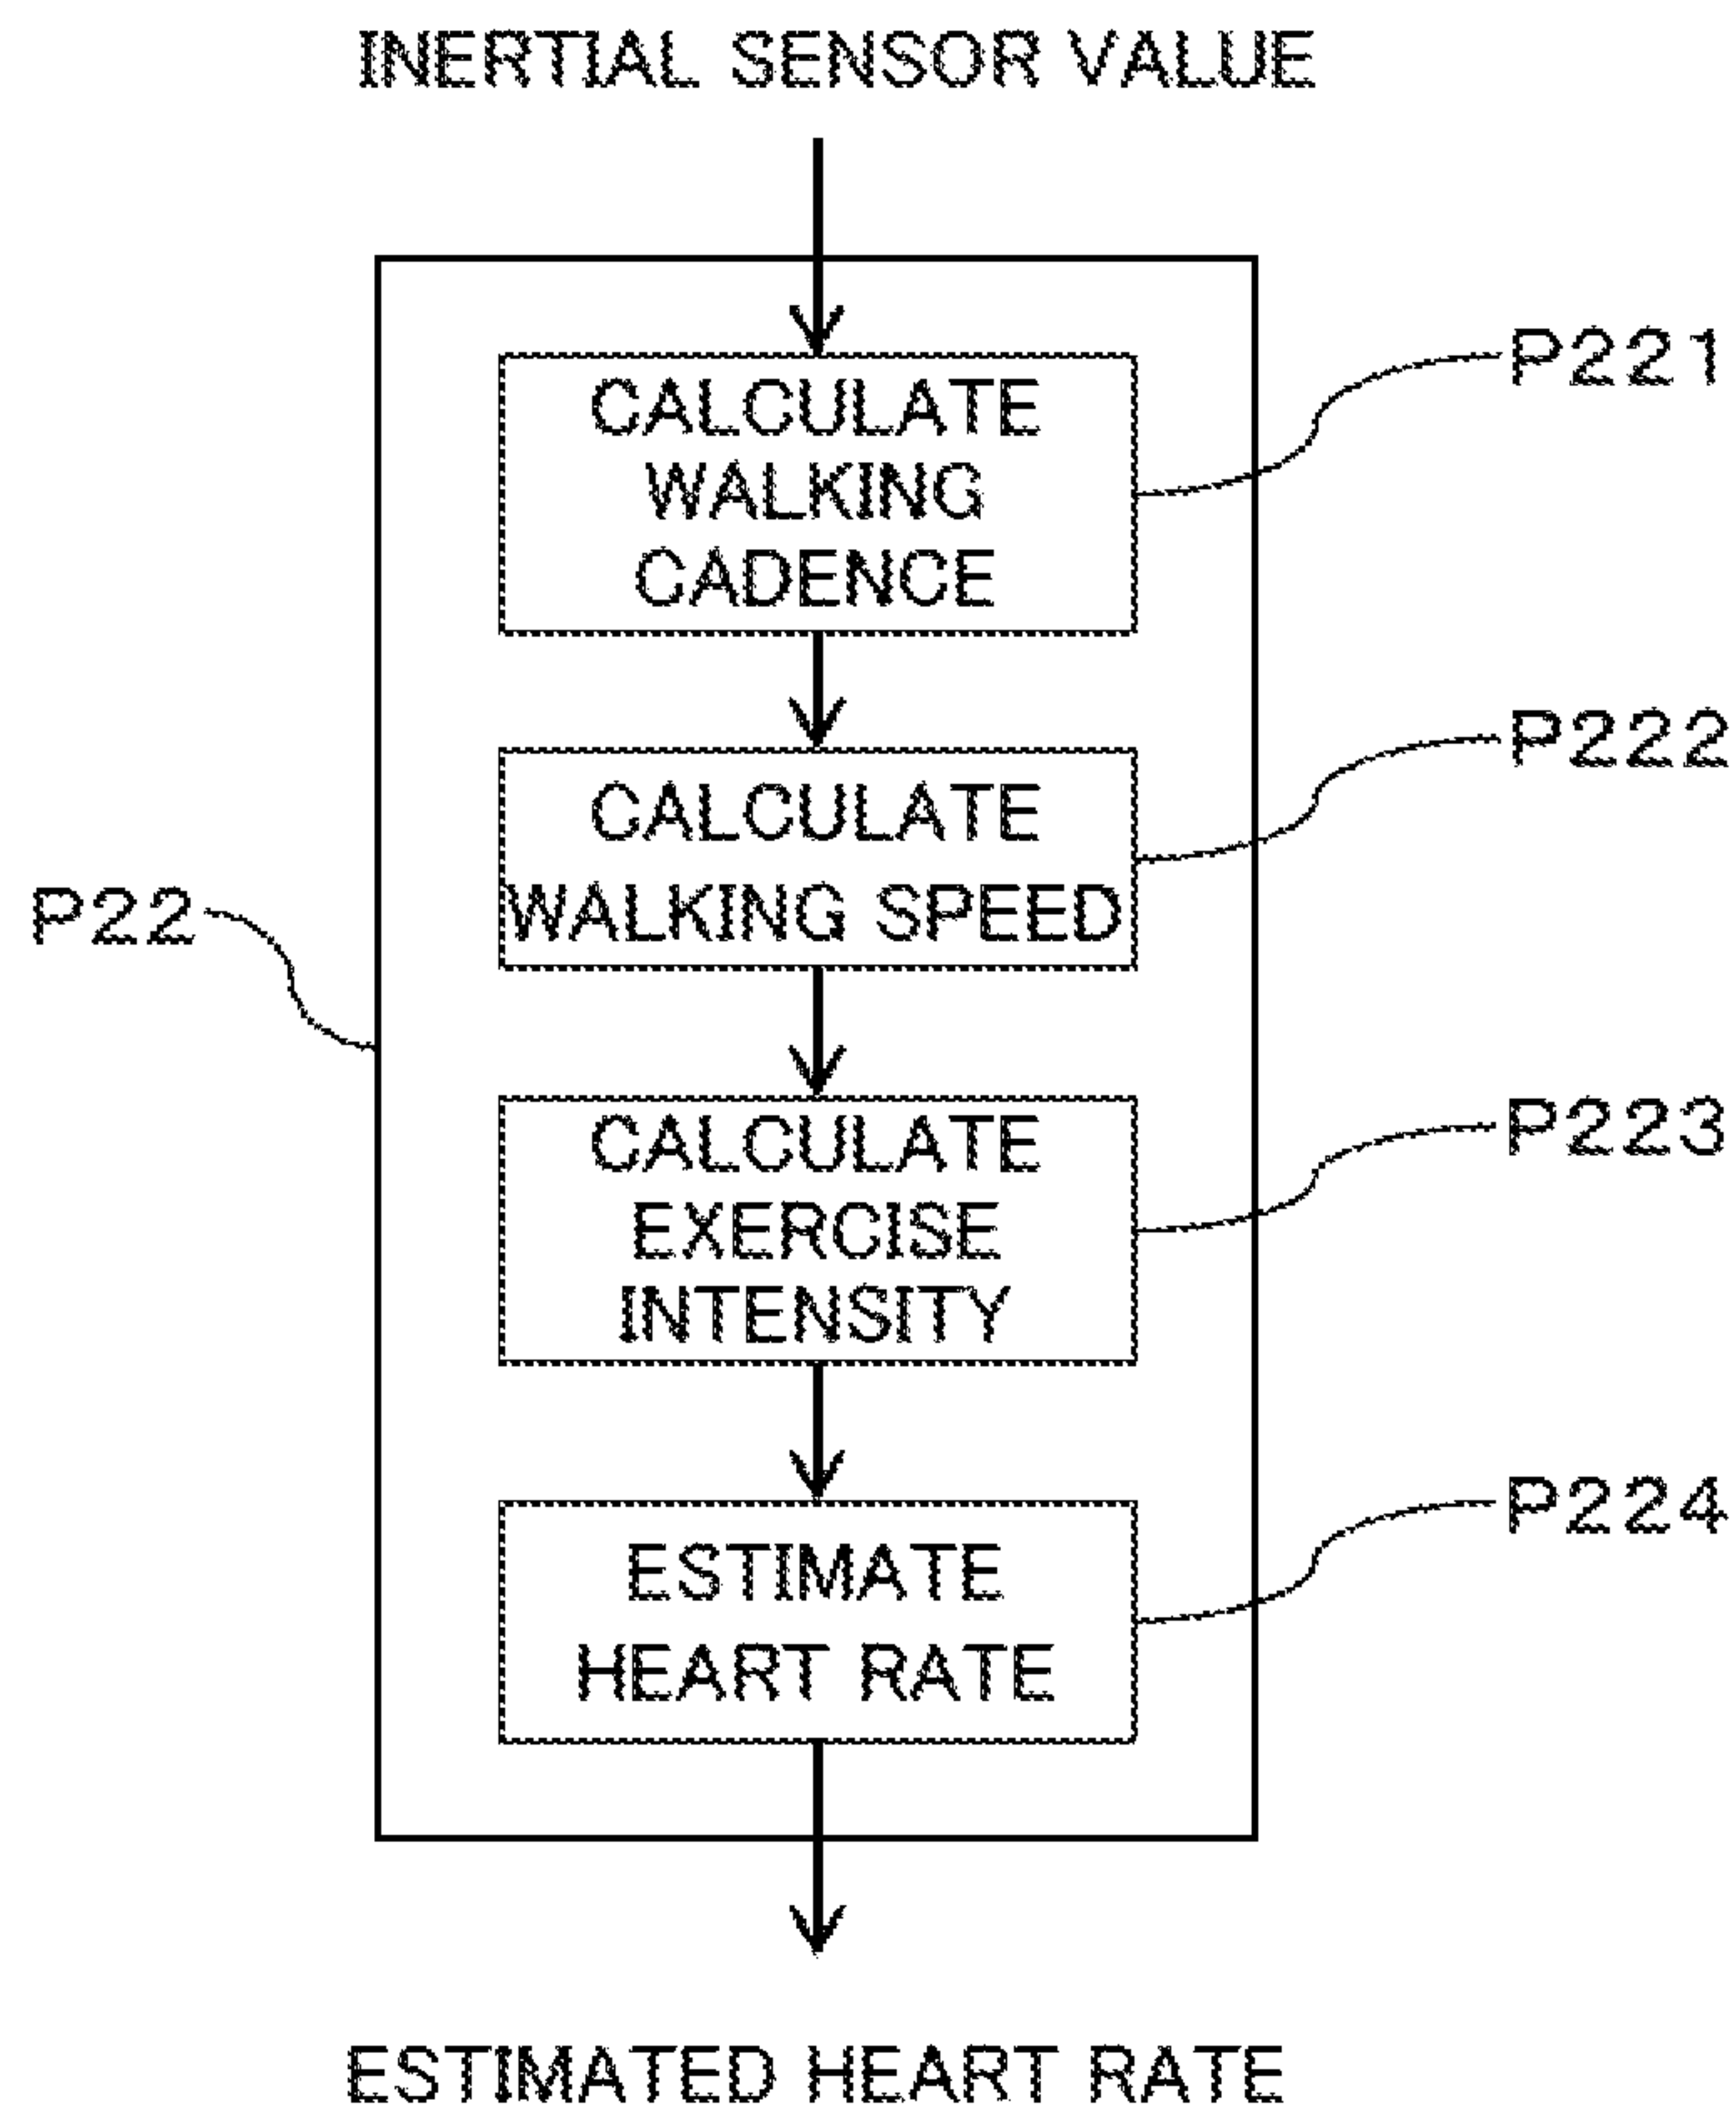 INERTIAL SENSOR VALUE
CALCULATE
WALKING
CADENCE
P221
CALCULATE
WALKING SPEED
P222
P22
CALCULATE
EXERCISE
INTENSITY
P223
ESTIMATE
HEART RATE
P224
ESTIMATED HEART RATE